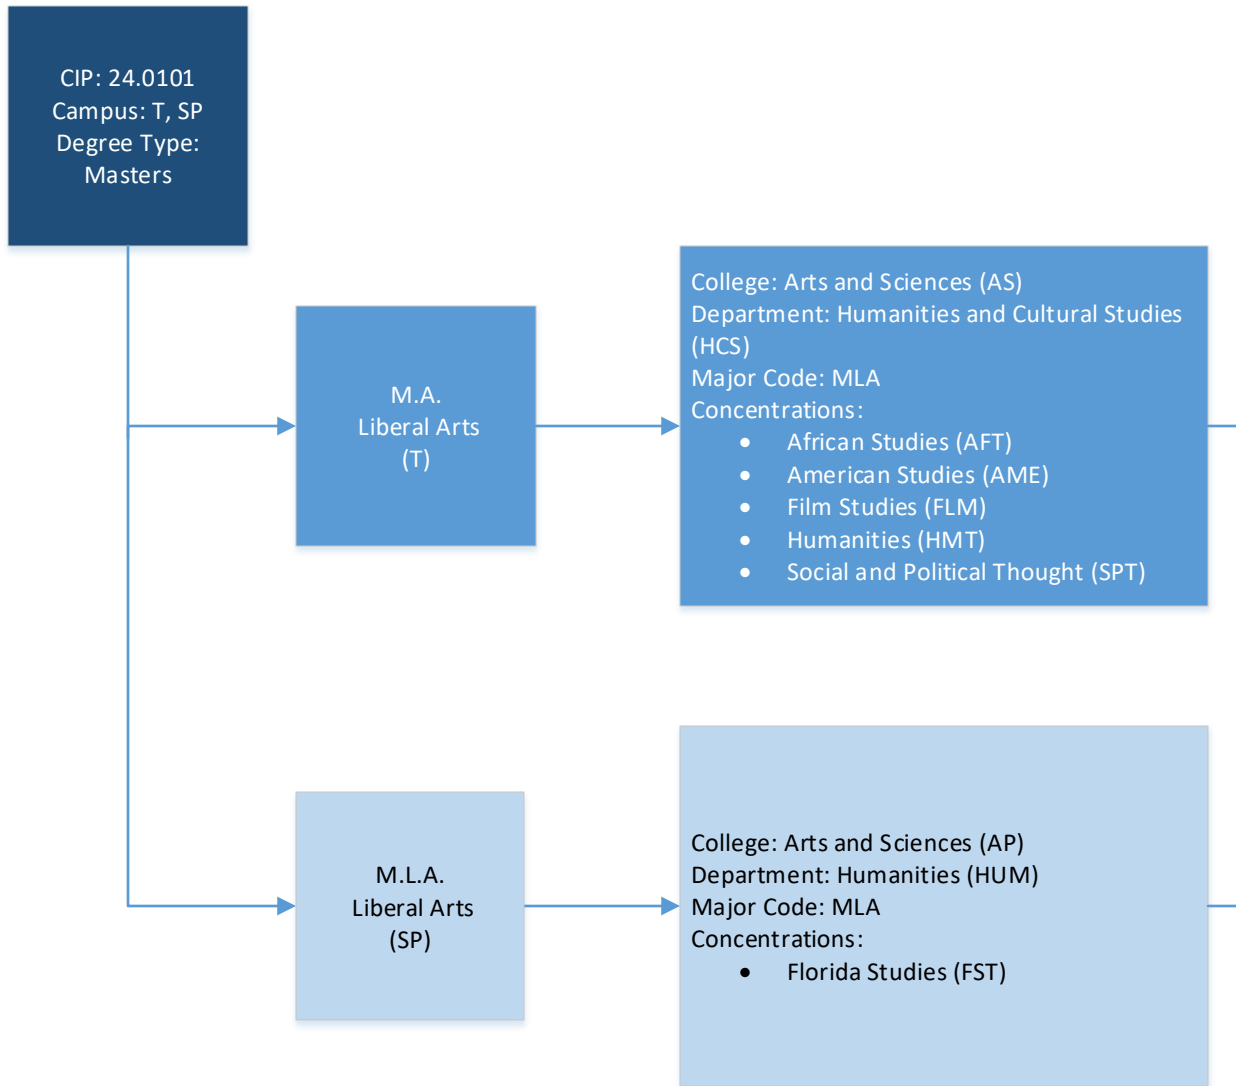 CIP: 24.0101
Campus: T, SP
Degree Type:
Masters
M.A.
Liberal Arts
(T)
College: Arts and Sciences (AS)
Department: Humanities and Cultural Studies
(HCS)
Major Code: MLA
Concentrations:
• African Studies (AFT)
• American Studies (AME)
• Film Studies (FLM)
• Humanities (HMT)
• Social and Political Thought (SPT)
M.L.A.
Liberal Arts
(SP)
College: Arts and Sciences (AP)
Department: Humanities (HUM)
Major Code: MLA
Concentrations:
• Florida Studies (FST)